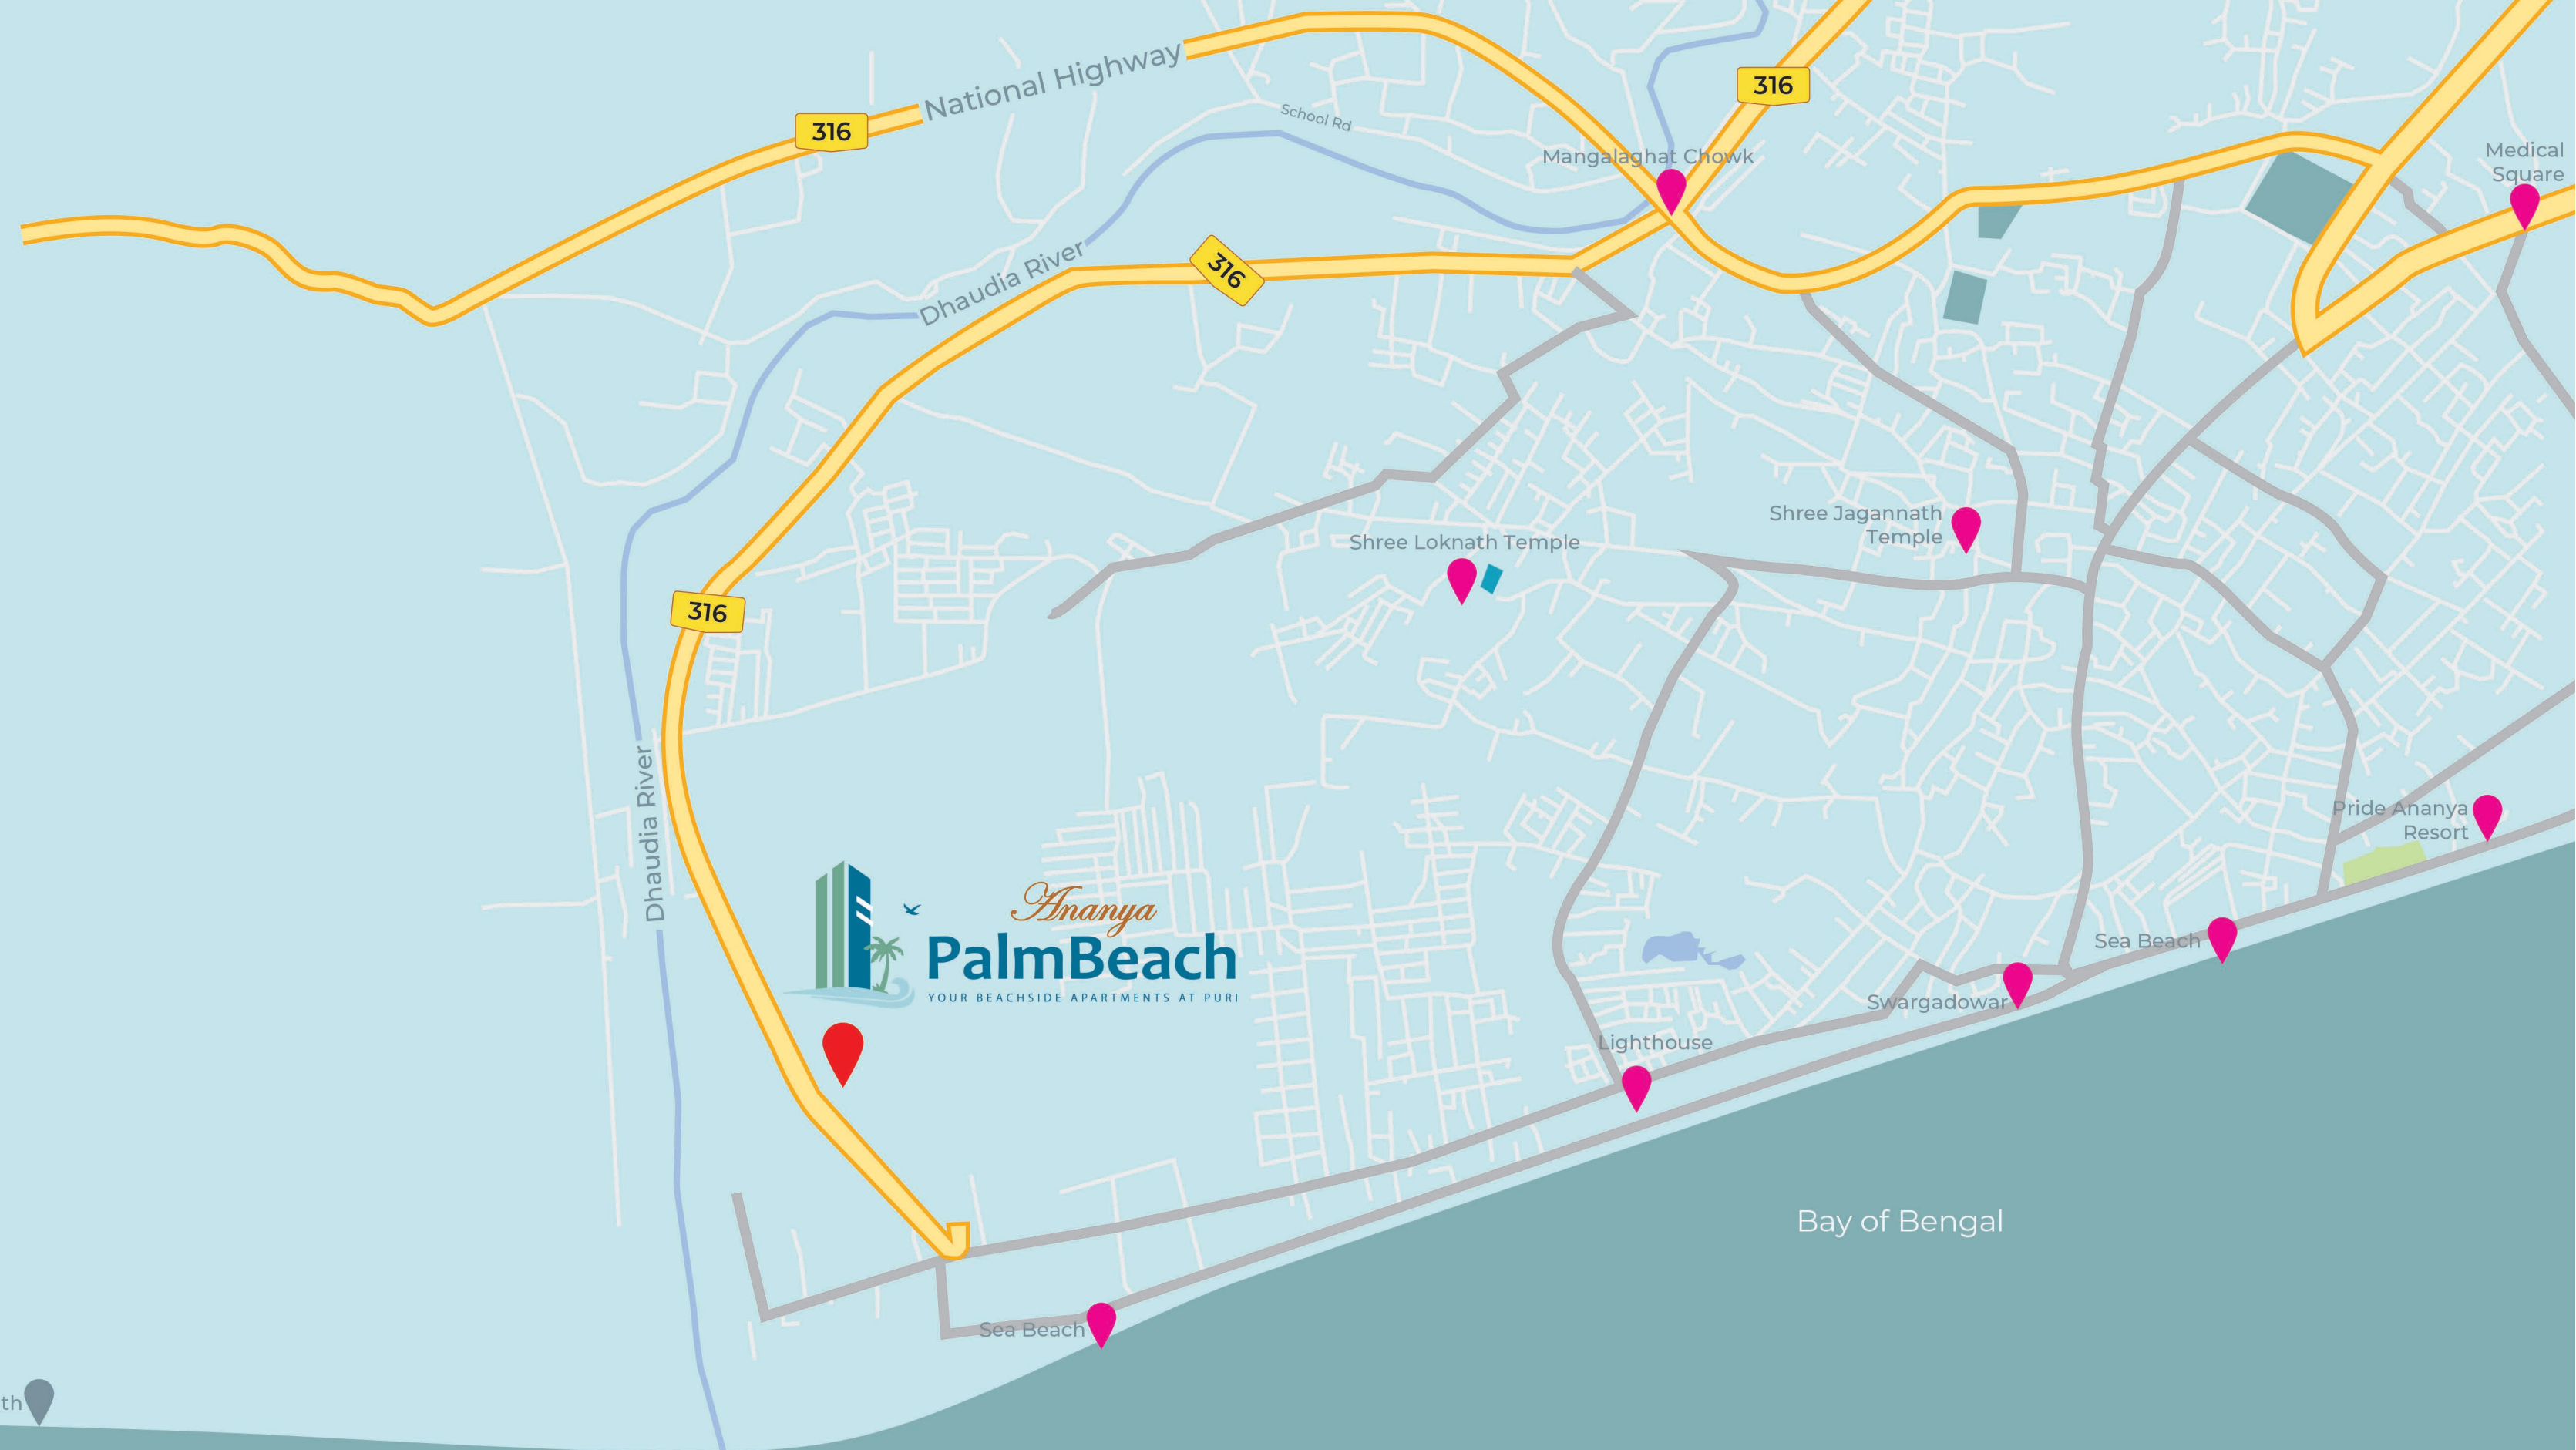 National Highway
316
316
School Rd
Mangalaghat Chowk
Medical
Square
Dhaudia River
316
Shree Jagannath
Temple
Shree Loknath Temple
316
Dhaudia River
Pride Ananya
Resort
Ananya
PalmBeach
YOUR BEACHSIDE APARTMENTS AT PURI
Sea Beach
Swargadowar
Lighthouse
Bay of Bengal
Sea Beach
th